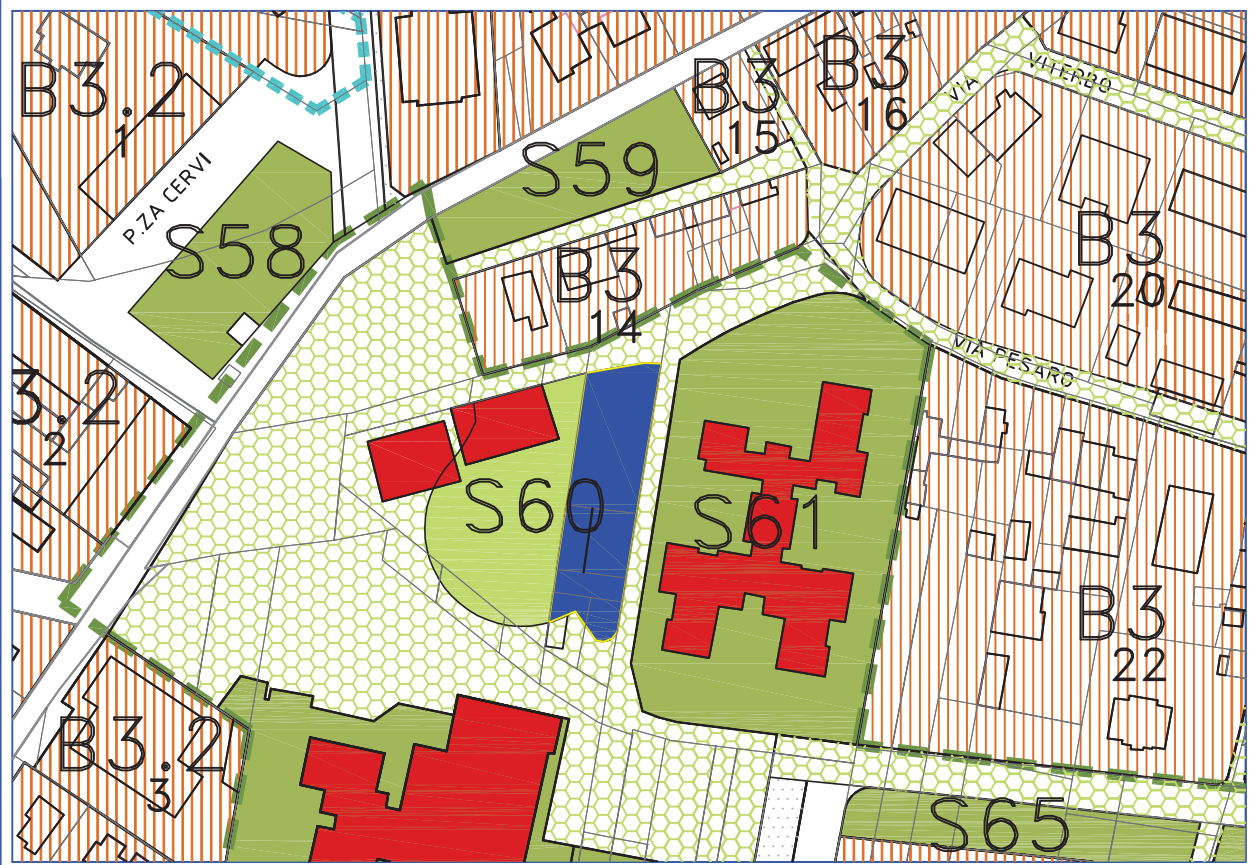 B3.2
1
P.ZA CERVI
S58
S59
B3
15
B3
16
VIA VITERBO
B3
14
B3
20
VIA PESARO
3.2
2
S60
S61
B3
22
B3.2
3
S65